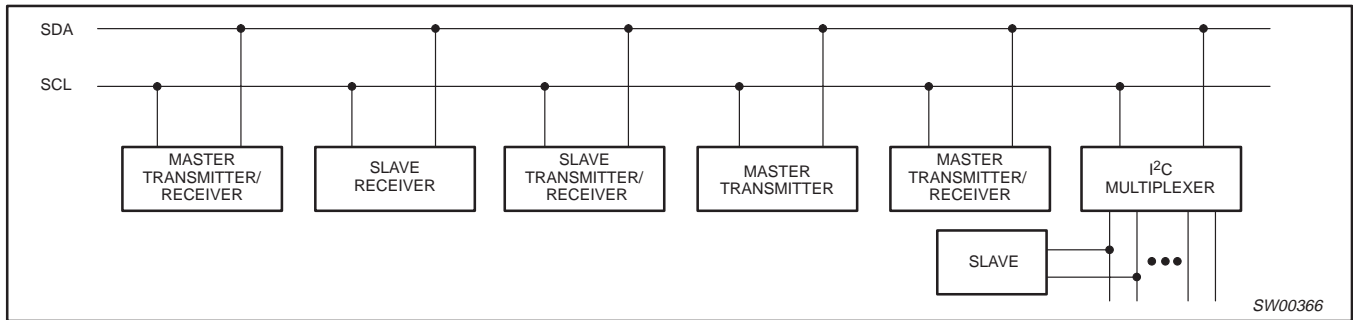 SDA
SCL
MASTER
TRANSMITTER/
RECEIVER
SLAVE
RECEIVER
SLAVE
TRANSMITTER/
RECEIVER
MASTER
TRANSMITTER
MASTER
TRANSMITTER/
RECEIVER
I²C
MULTIPLEXER
SLAVE
SW00366